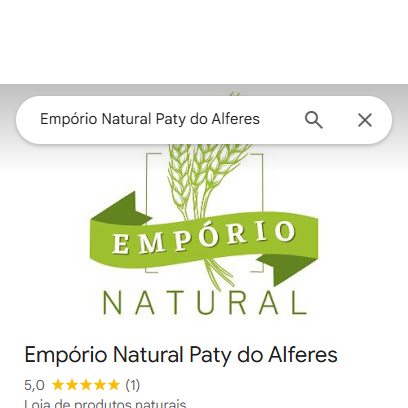 Empório Natural Paty do Alferes
EMPÓRIO
NATURAL
Empório Natural Paty do Alferes
5,0 ★★★★★ (1)
Loja de produtos naturais